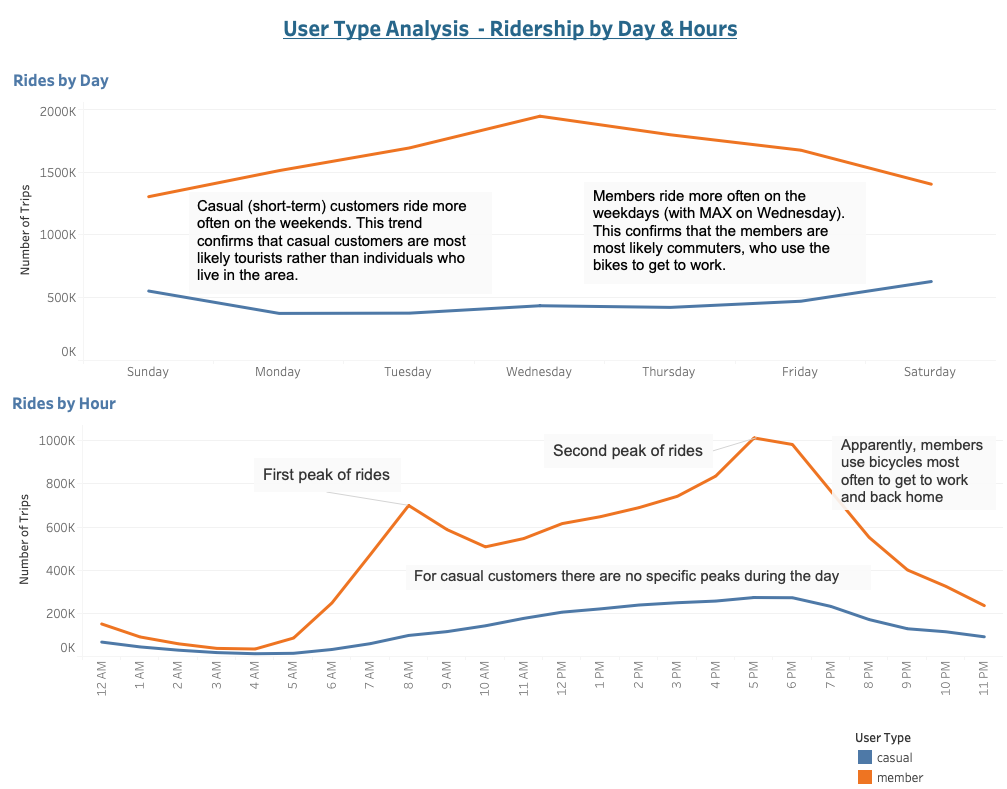 User Type Analysis  - Ridership by Day & Hours
Rides by Day
Number of Trips
2000K
1500K
1000K
500K
0K
Casual (short-term) customers ride more
often on the weekends. This trend
confirms that casual customers are most
likely tourists rather than individuals who
live in the area.
Members ride more often on the
weekdays (with MAX on Wednesday).
This confirms that the members are
most likely commuters, who use the
bikes to get to work.
Sunday
Monday
Tuesday
Wednesday
Thursday
Friday
Saturday
Rides by Hour
Number of Trips
1000K
800K
600K
400K
200K
0K
First peak of rides
Second peak of rides
Apparently, members
use bicycles most
often to get to work
and back home
For casual customers there are no specific peaks during the day
12 AM
1 AM
2 AM
3 AM
4 AM
5 AM
6 AM
7 AM
8 AM
9 AM
10 AM
11 AM
12 PM
1 PM
2 PM
3 PM
4 PM
5 PM
6 PM
7 PM
8 PM
9 PM
10 PM
11 PM
User Type
casual
member